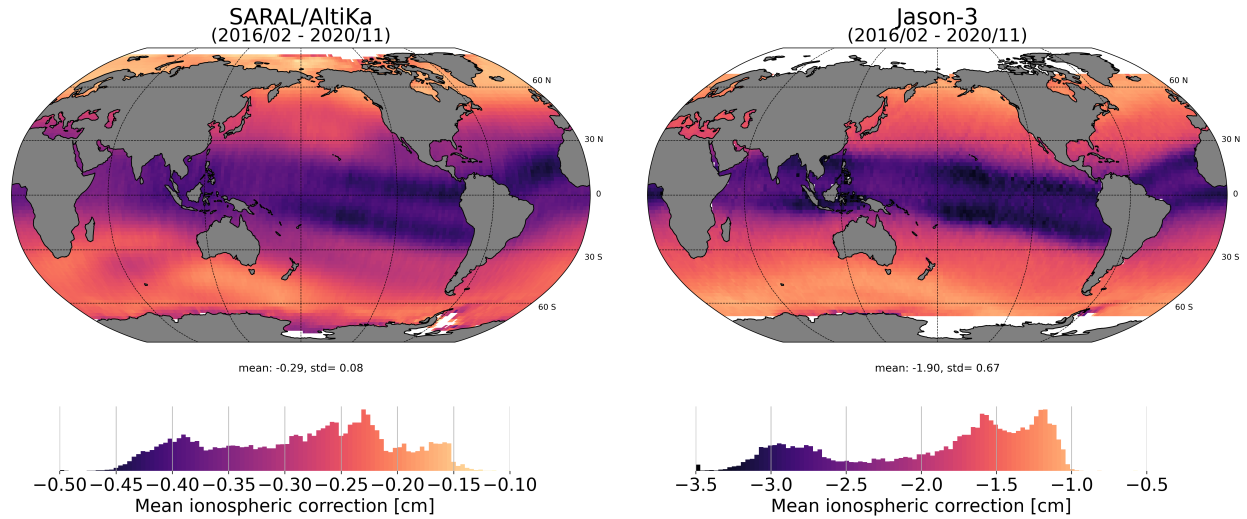 SARAL/AltiKa
(2016/02 - 2020/11)
60 N
30 N
0
30 S
60 S
mean: -0.29, std= 0.08
−0.50 −0.45 −0.40 −0.35 −0.30 −0.25 −0.20 −0.15 −0.10
Mean ionospheric correction [cm]
Jason-3
(2016/02 - 2020/11)
60 N
30 N
0
30 S
60 S
mean: -1.90, std= 0.67
−3.5 −3.0 −2.5 −2.0 −1.5 −1.0 −0.5
Mean ionospheric correction [cm]